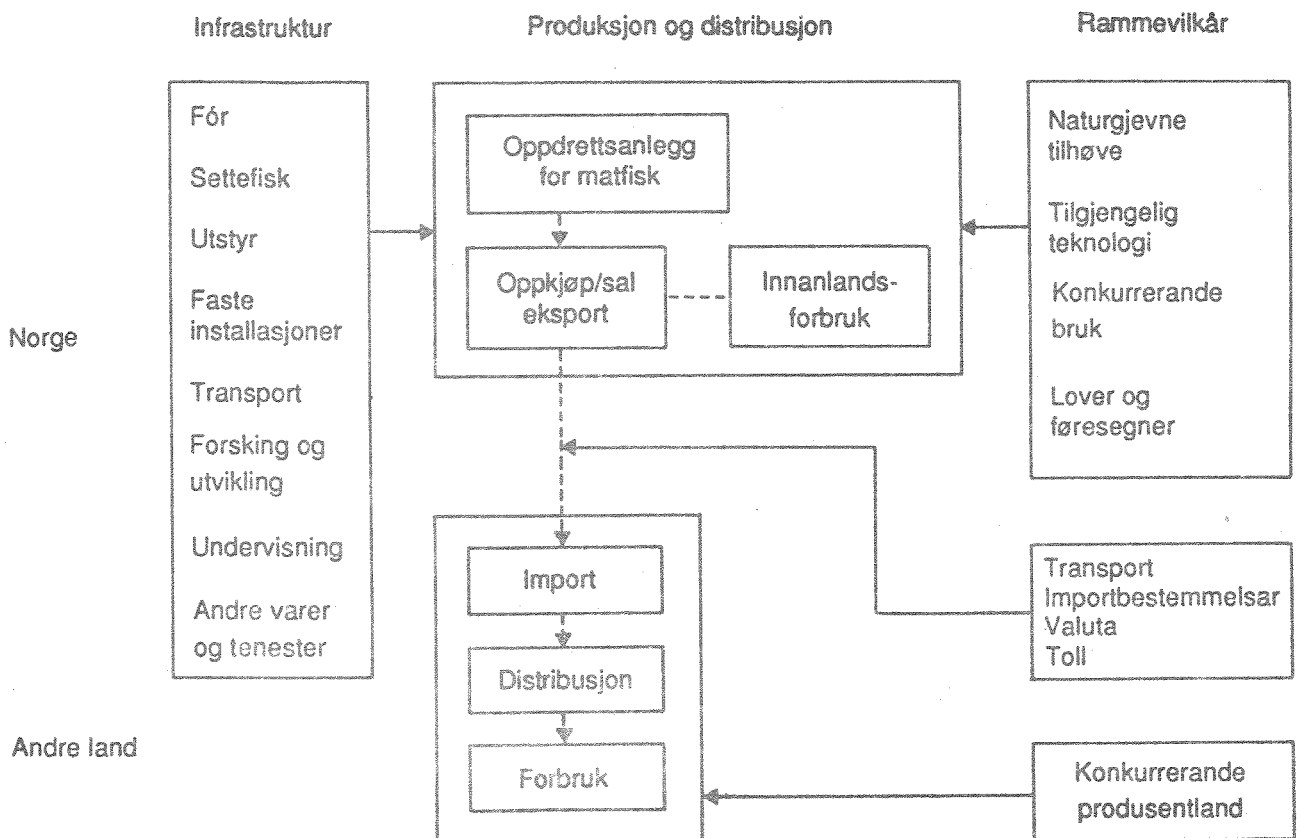 Infrastruktur
Produksjon og distribusjon
Rammevilkår
Norge
Andre land
Fór
Settefisk
Utstyr
Faste
installasjoner
Transport
Forsking og
utvikling
Undervisning
Andre varer
og tenester
Oppdrettsanlegg
for matfisk
Oppkjøp/sal
eksport
Innanlands-
forbruk
Import
Distribusjon
Forbruk
Naturgjevne
tilhøve
Tilgjengelig
teknologi
Konkurrerande
bruk
Lover og
føresegner
Transport
Importbestemmelsar
Valuta
Toll
Konkurrerande
produsentland